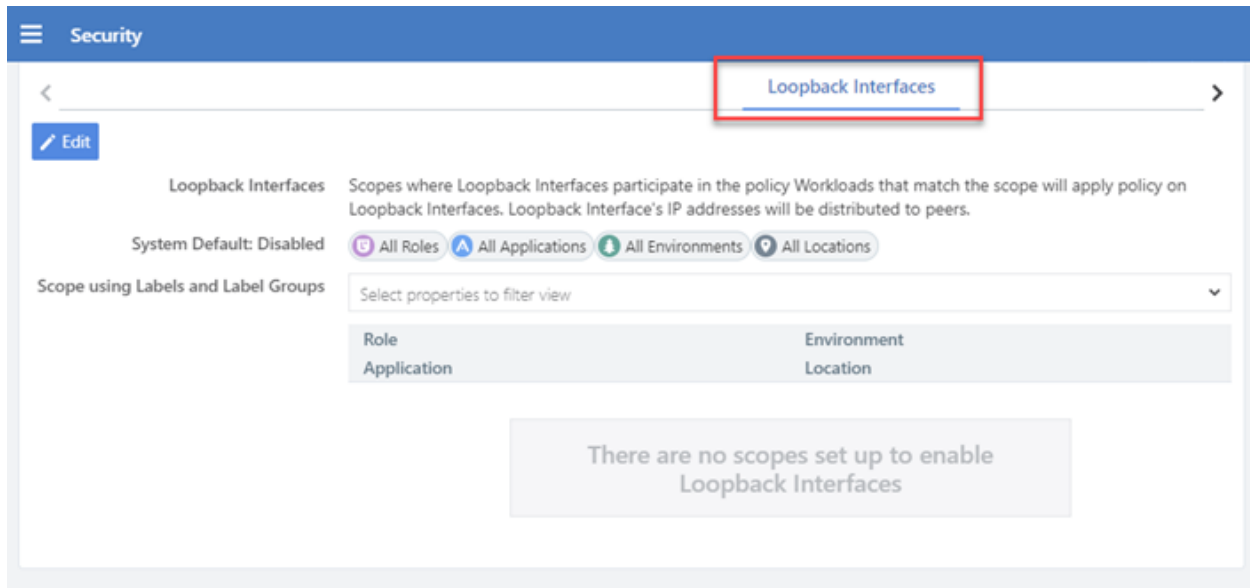 Security
Loopback Interfaces
Edit
Loopback Interfaces
Scopes where Loopback Interfaces participate in the policy Workloads that match the scope will apply policy on
Loopback Interfaces. Loopback Interface's IP addresses will be distributed to peers.
System Default: Disabled
All Roles All Applications All Environments All Locations
Scope using Labels and Label Groups
Select properties to filter view
Role Environment
Application Location
There are no scopes set up to enable
Loopback Interfaces